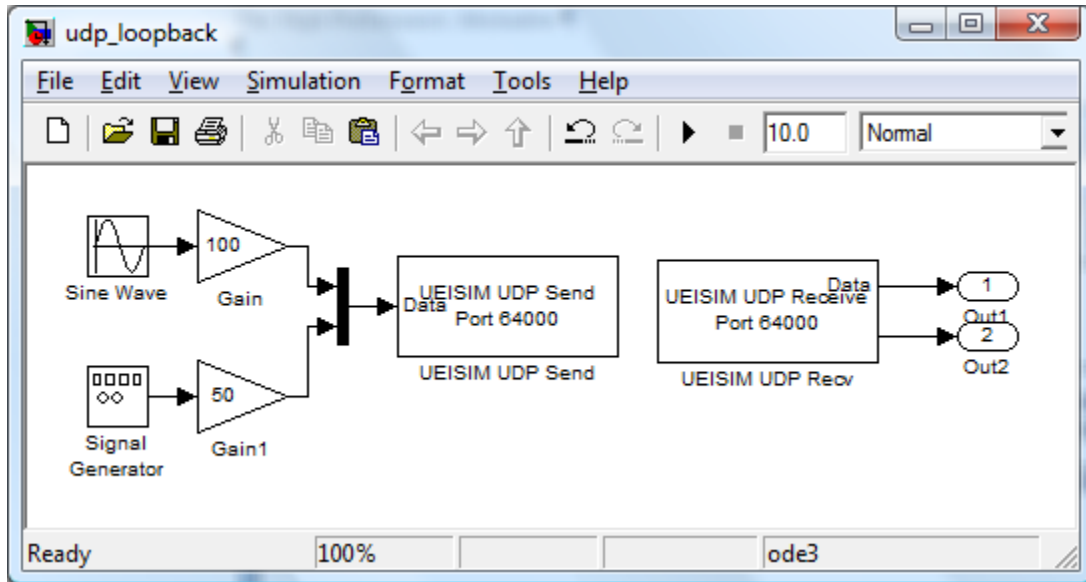 udp_loopback
File Edit View Simulation Format Tools Help
10.0 Normal
100
Sine Wave
Gain
50
Signal
Generator
Gain1
Data
UEISIM UDP Send
Port 64000
UEISIM UDP Send
UEISIM UDP Receive
Port 64000
Data
UEISIM UDP Recv
1
Out1
2
Out2
Ready 100% ode3